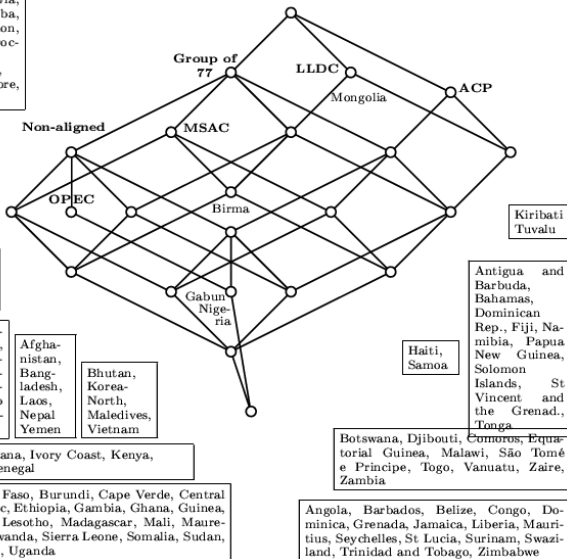 via,
ba,
on,
roc-
ore,
Group of
77
LLDC
Mongolia
ACP
Non-aligned
MSAC
OPEC
Birma
Gabun
Nige-
ria
Kiribati
Tuvalu
Antigua and
Barbuda,
Bahamas,
Dominican
Rep., Fiji, Na-
mibia, Papua
New Guinea,
Solomon
Islands, St
Vincent and
the Grenad.,
Tonga
Haiti,
Samoa
Afgha-
nistan,
Bang-
ladesh,
Laos,
Nepal
Yemen
Bhutan,
Korea-
North,
Maledives,
Vietnam
Botswana, Djibouti, Comoros, Equa-
torial Guinea, Malawi, São Tomé
e Principe, Togo, Vanuatu, Zaire,
Zambia
ana, Ivory Coast, Kenya,
enegal
Faso, Burundi, Cape Verde, Central
c, Ethiopia, Gambia, Ghana, Guinea,
Lesotho, Madagascar, Mali, Maure-
wanda, Sierra Leone, Somalia, Sudan,
, Uganda
Angola, Barbados, Belize, Congo, Do-
minica, Grenada, Jamaica, Liberia, Mauri-
tius, Seychelles, St Lucia, Surinam, Swazi-
land, Trinidad and Tobago, Zimbabwe